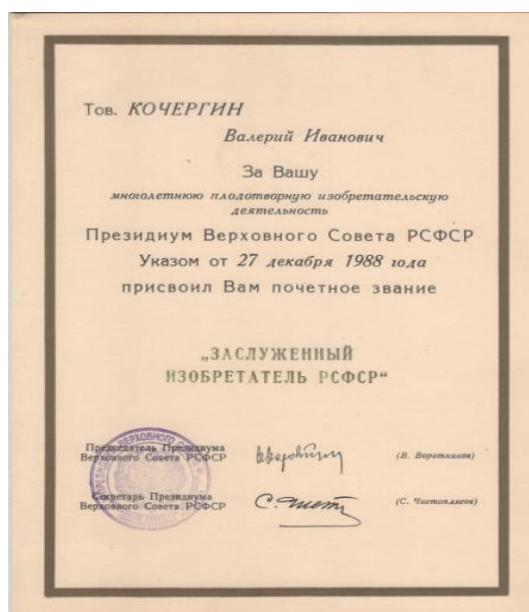 Тов. КОЧЕРГИН
Валерий Иванович
За Вашу
многолетнюю плодотворную изобретательскую
деятельность
Президиум Верховного Совета РСФСР
Указом от 27 декабря 1988 года
присвоил Вам почетное звание
„ЗАСЛУЖЕННЫЙ
ИЗОБРЕТАТЕЛЬ РСФСР“
Председатель Президиума
Верховного Совета РСФСР
(В. Воротников)
Секретарь Президиума
Верховного Совета РСФСР
(С. Чистоплясов)